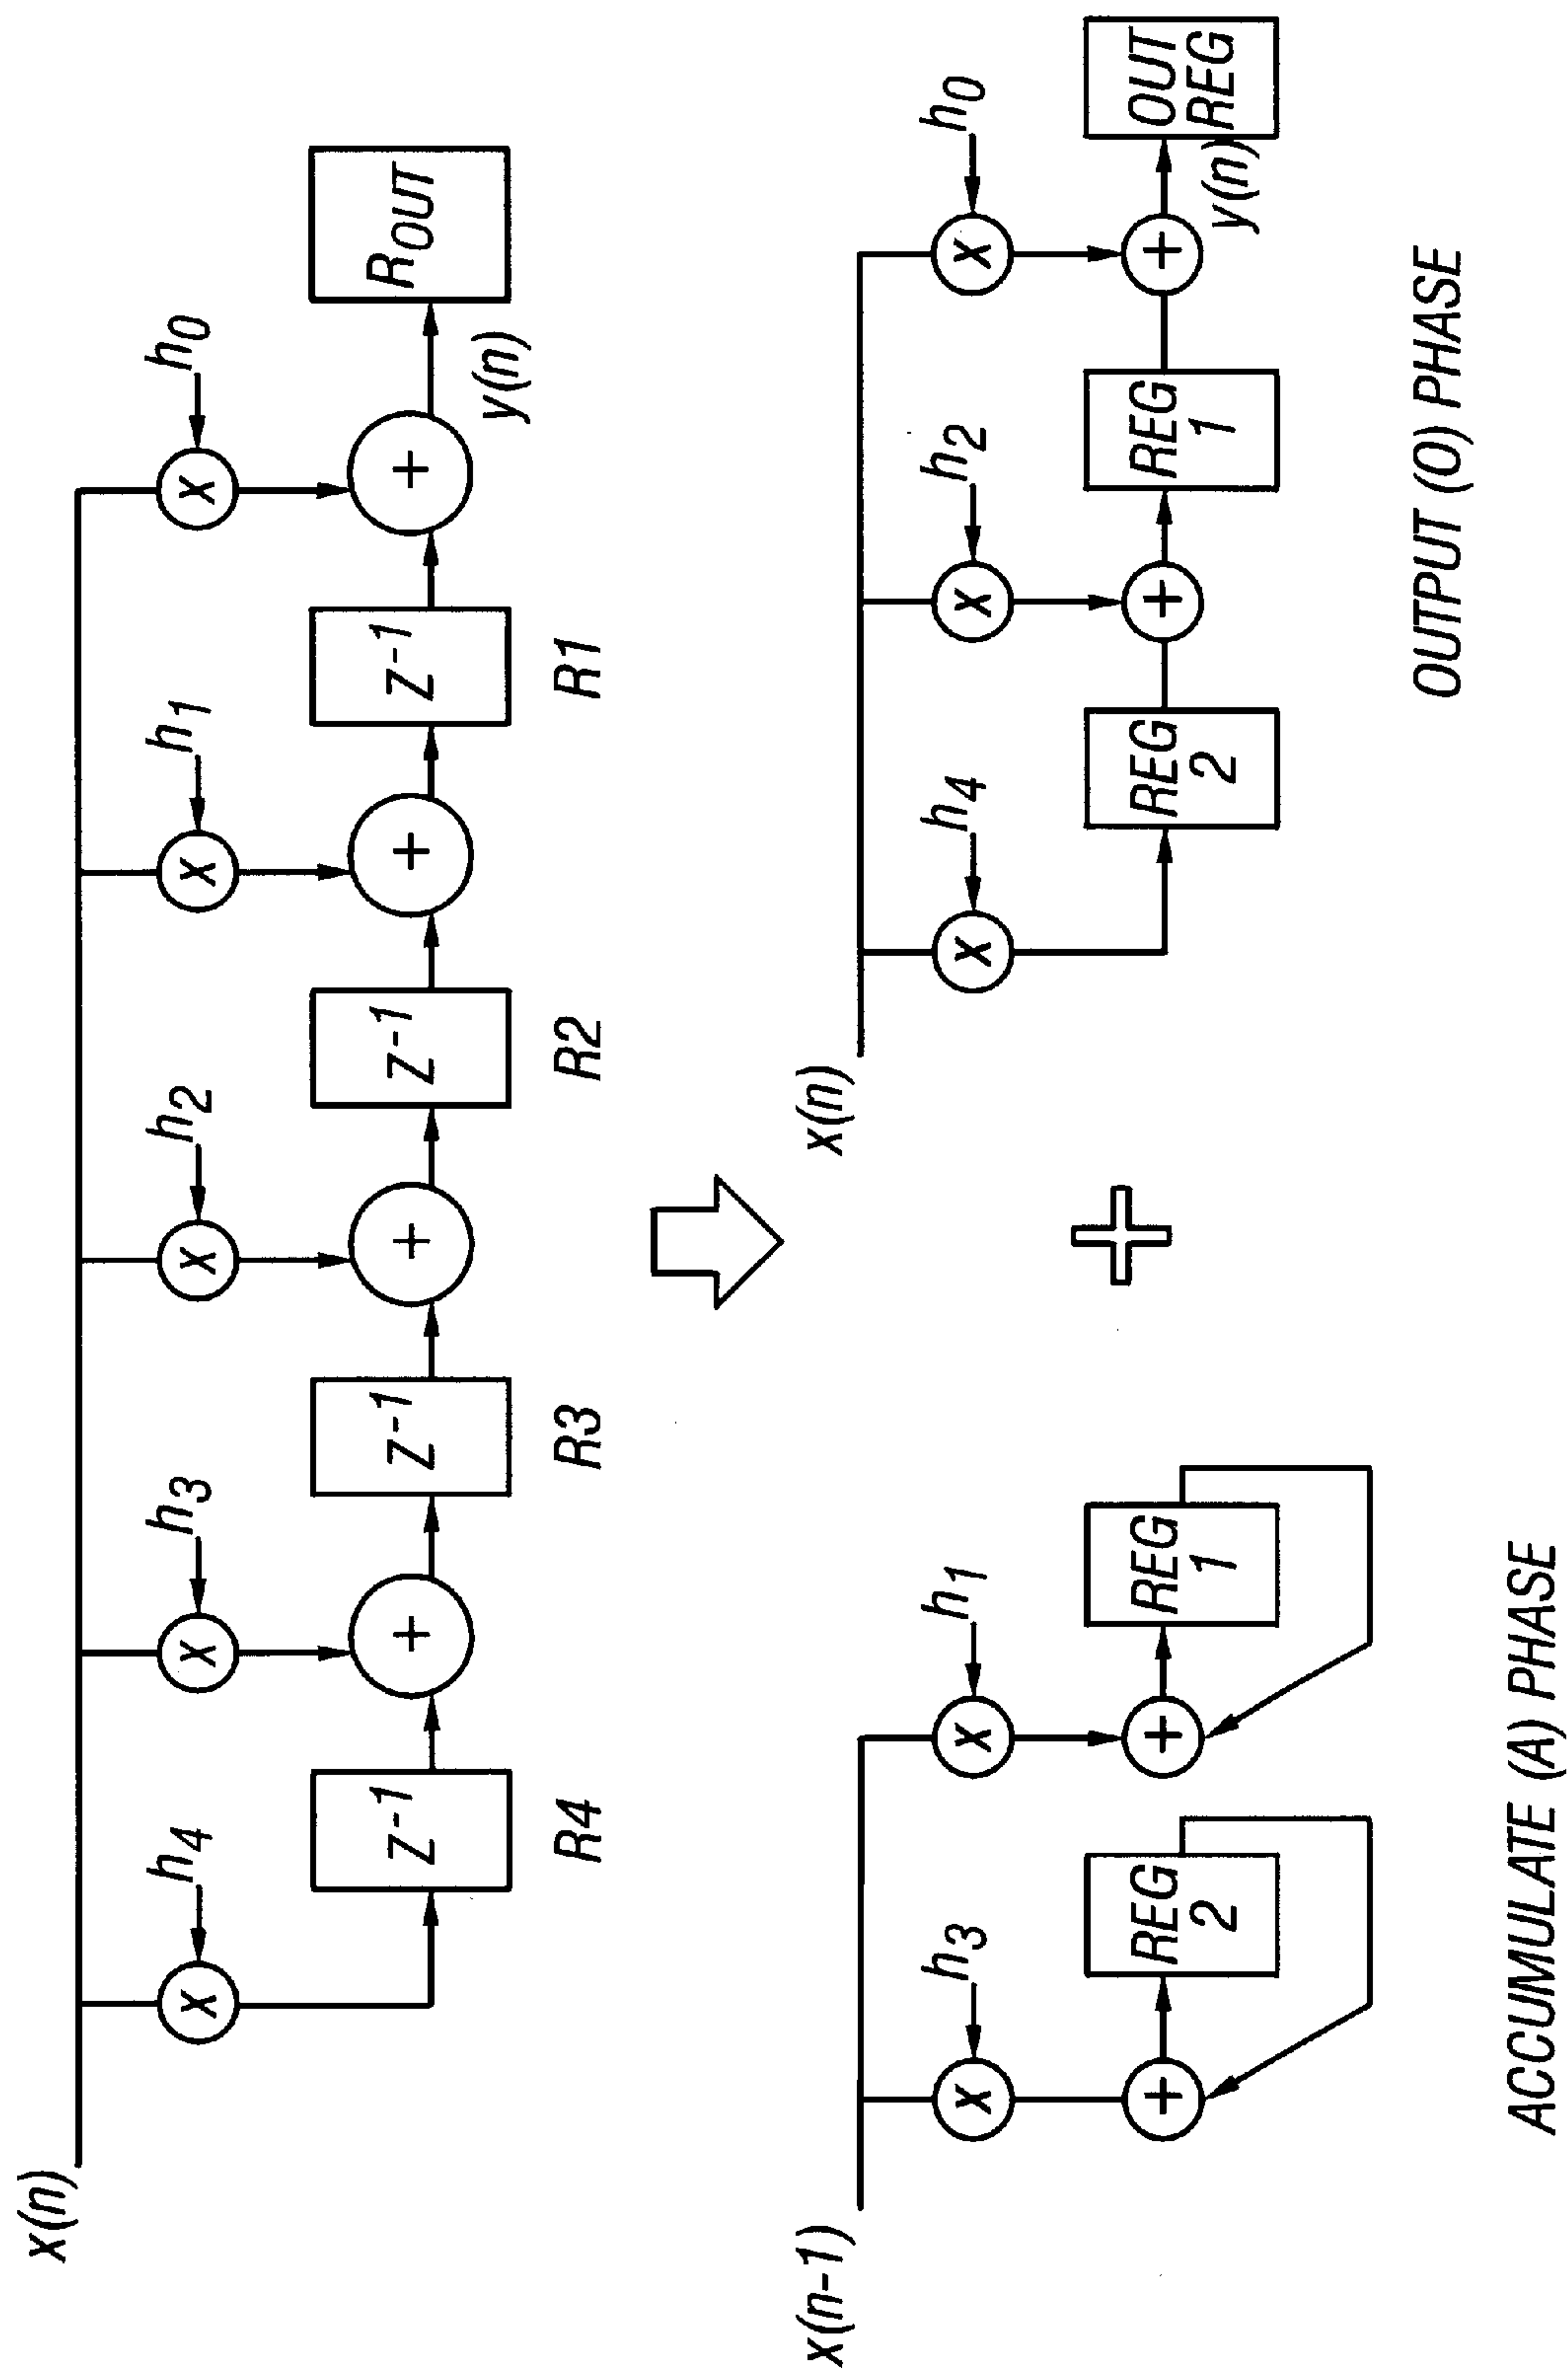 x(n)
h4 h3 h2 h1 h0
x x x x x
+ + + +
Z-1 Z-1 Z-1 Z-1 ROUT
y(n)
R4 R3 R2 R1
x(n-1)
h3 h1
x x
+ +
REG 2
REG 1
ACCUMULATE (A) PHASE
+
x(n)
h4 h2 h0
x x x
+ +
REG 2
REG 1
OUT REG
y(n)
OUTPUT (O) PHASE